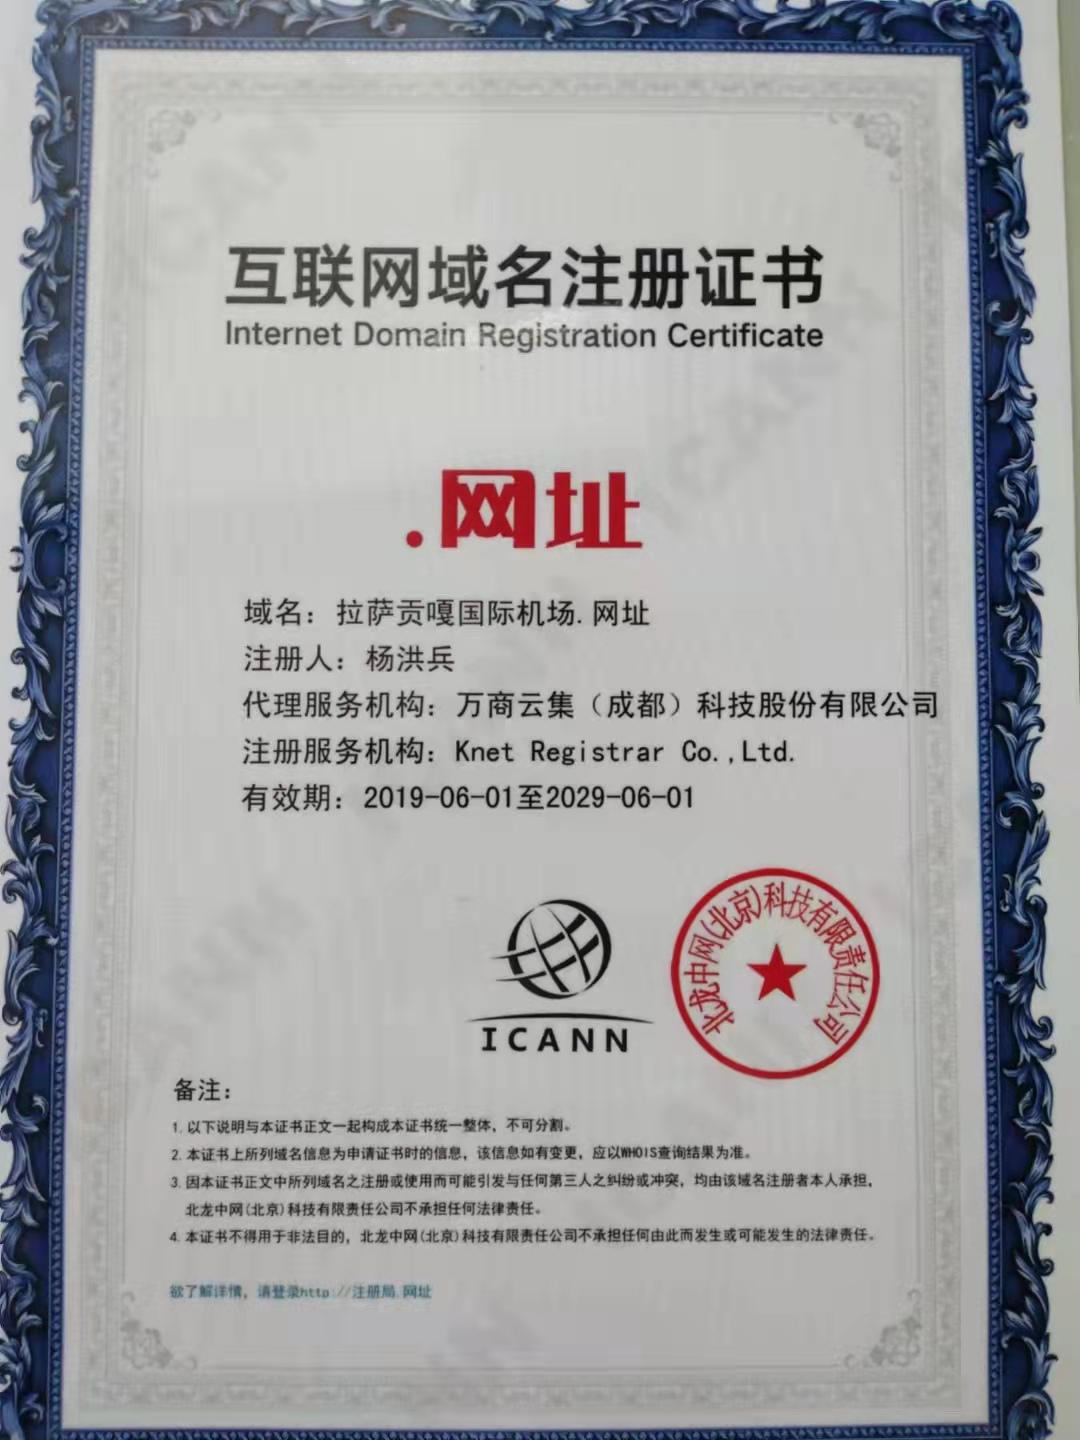 互联网域名注册证书
Internet Domain Registration Certificate
.网址
域名：拉萨贡嘎国际机场.网址
注册人：杨洪兵
代理服务机构：万商云集（成都）科技股份有限公司
注册服务机构：Knet Registrar Co.,Ltd.
有效期：2019-06-01至2029-06-01
ICANN
北龙中网(北京)科技有限责任公司
备注：
1. 以下说明与本证书正文一起构成本证书统一整体，不可分割。
2. 本证书上所列域名信息为申请证书时的信息，该信息如有变更，应以WHOIS查询结果为准。
3. 因本证书正文中所列域名之注册或使用而可能引发与任何第三人之纠纷或冲突，均由该域名注册者本人承担，
北龙中网(北京)科技有限责任公司不承担任何法律责任。
4. 本证书不得用于非法目的，北龙中网(北京)科技有限责任公司不承担任何由此而发生或可能发生的法律责任。
欲了解详情，请登录http://注册局.网址